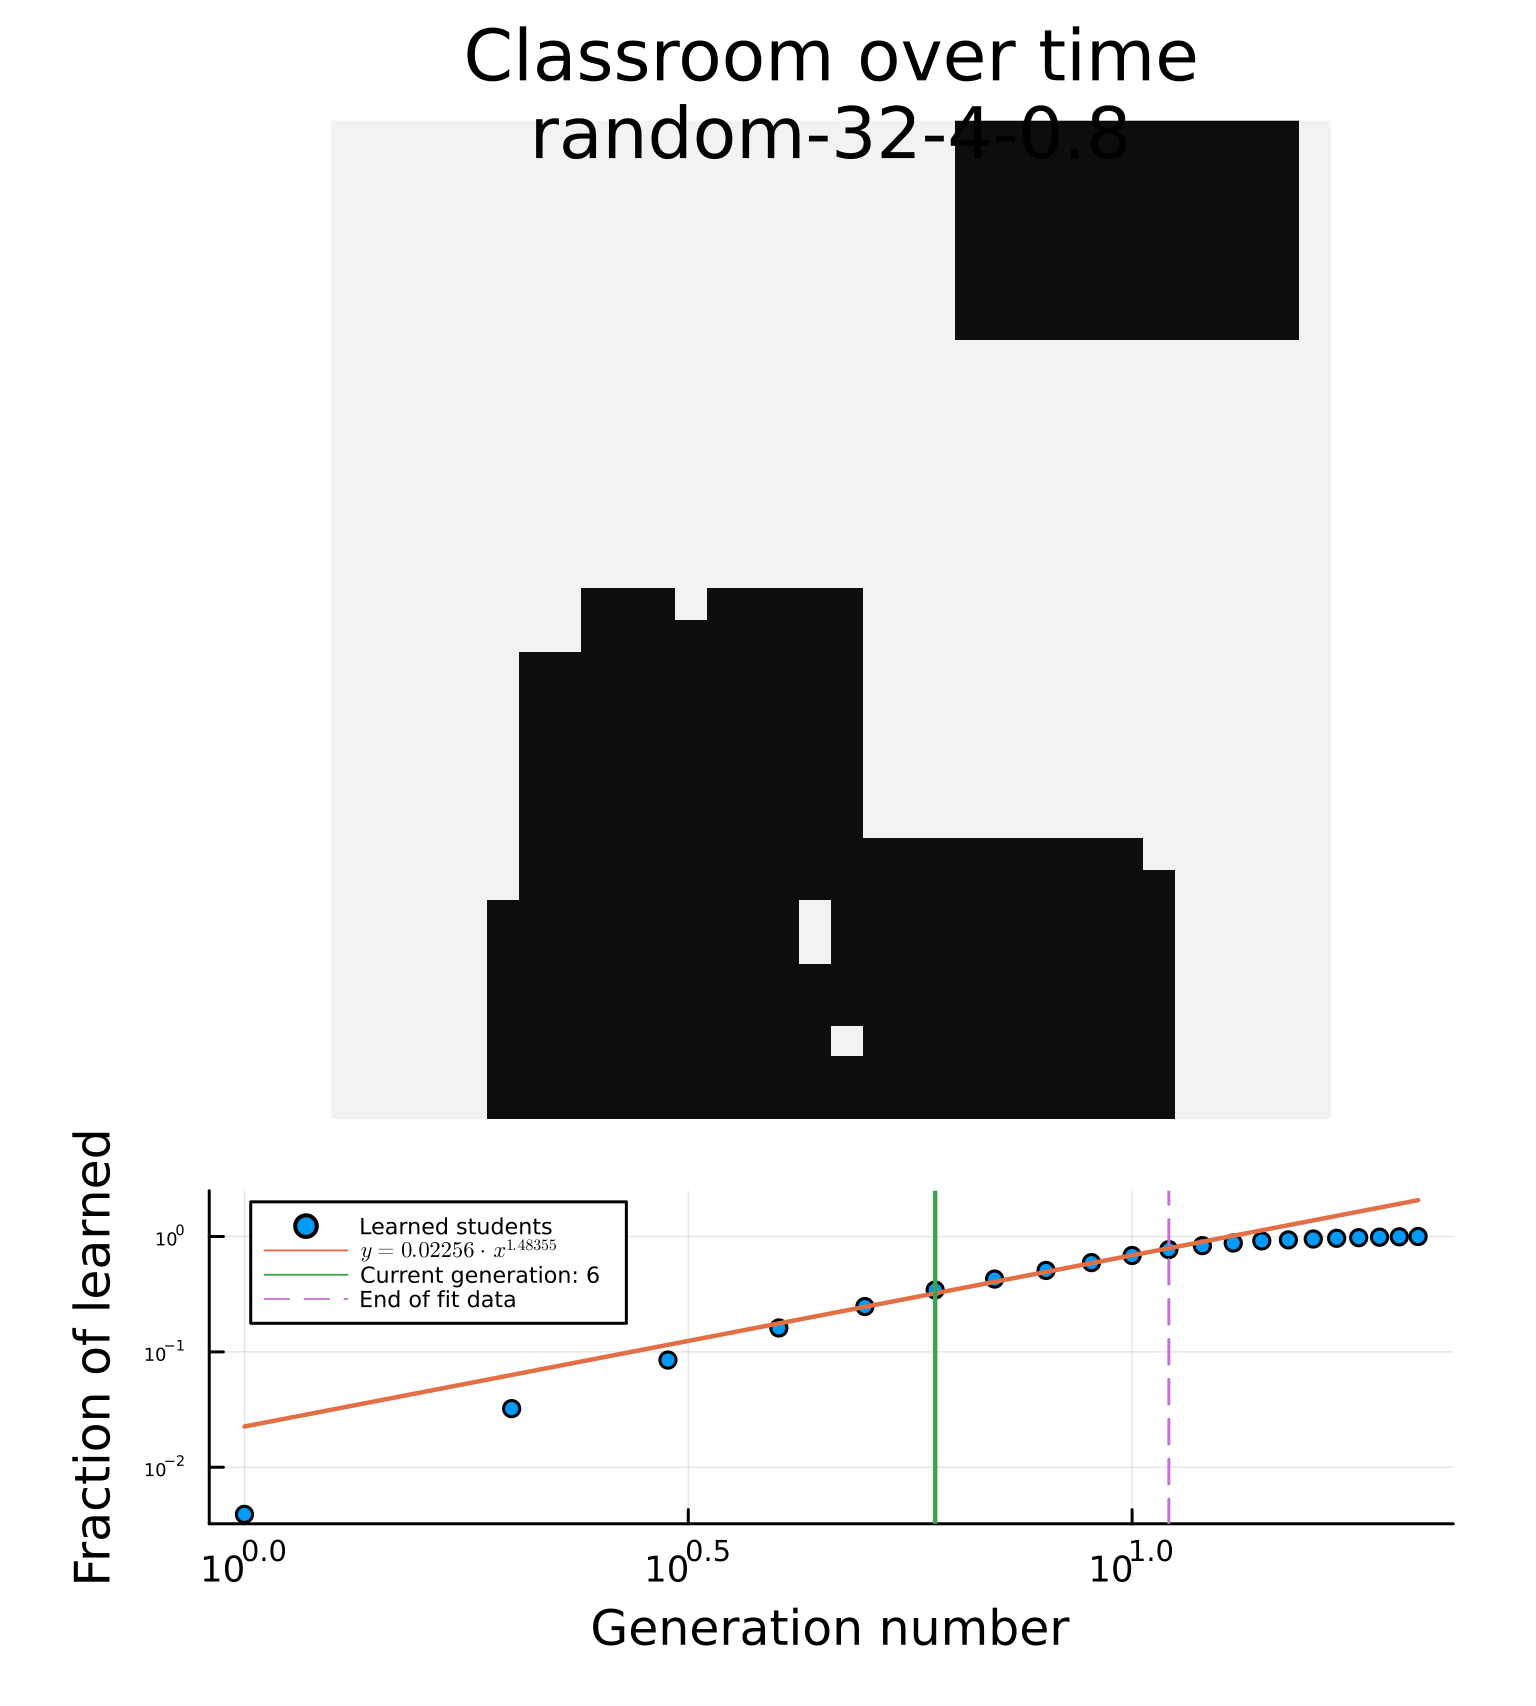 Classroom over time
random-32-4-0.8
Fraction of learned
10⁰
10⁻¹
10⁻²
Learned students
y = 0.02256 · x^1.48355
Current generation: 6
End of fit data
10^0.0
10^0.5
10^1.0
Generation number